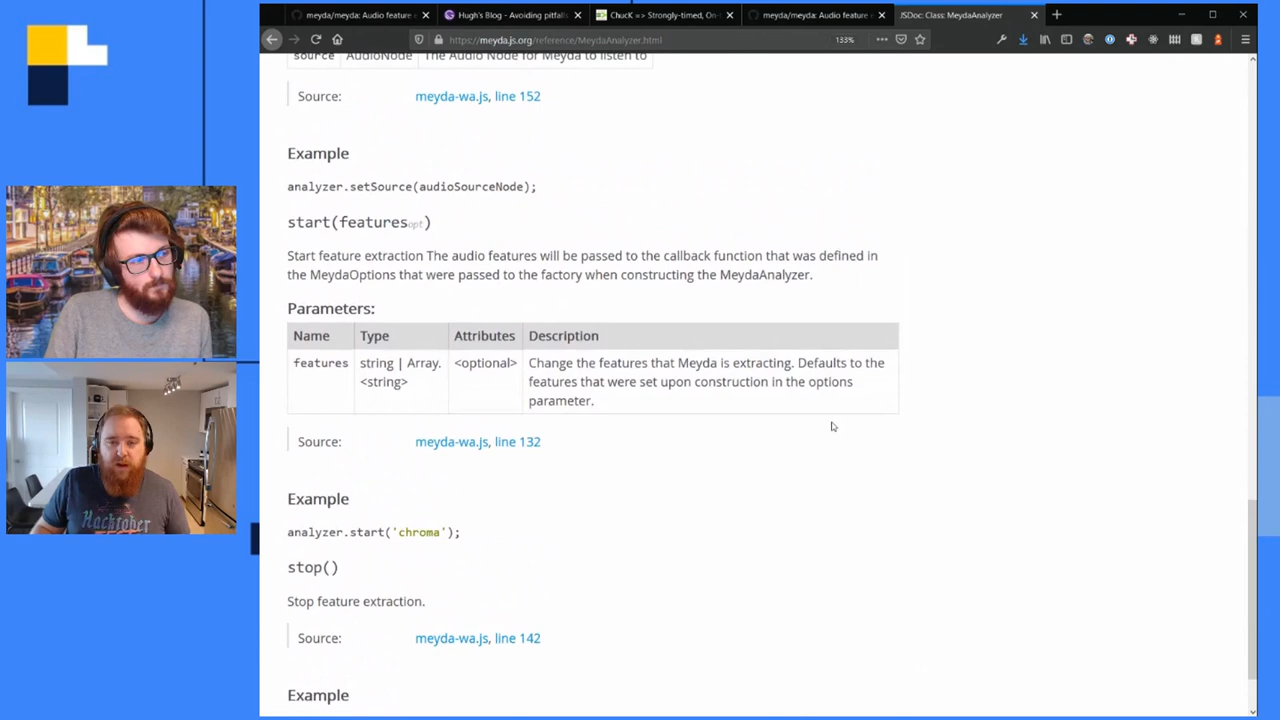 meyda/meyda: Audio feature e
Hugh's Blog - Avoiding pitfalls
ChucK => Strongly-timed, On-
meyda/meyda: Audio feature e
JSDoc: Class: MeydaAnalyzer
https://meyda.js.org/reference/MeydaAnalyzer.html
133%
source AudioNode The Audio Node for Meyda to listen to
Source: meyda-wa.js, line 152
Example
analyzer.setSource(audioSourceNode);
start(featuresopt)
Start feature extraction The audio features will be passed to the callback function that was defined in
the MeydaOptions that were passed to the factory when constructing the MeydaAnalyzer.
Parameters:
Name Type Attributes Description
features string | Array. <optional> Change the features that Meyda is extracting. Defaults to the
<string> features that were set upon construction in the options
parameter.
Source: meyda-wa.js, line 132
Example
analyzer.start('chroma');
stop()
Stop feature extraction.
Source: meyda-wa.js, line 142
Example
Hacktober